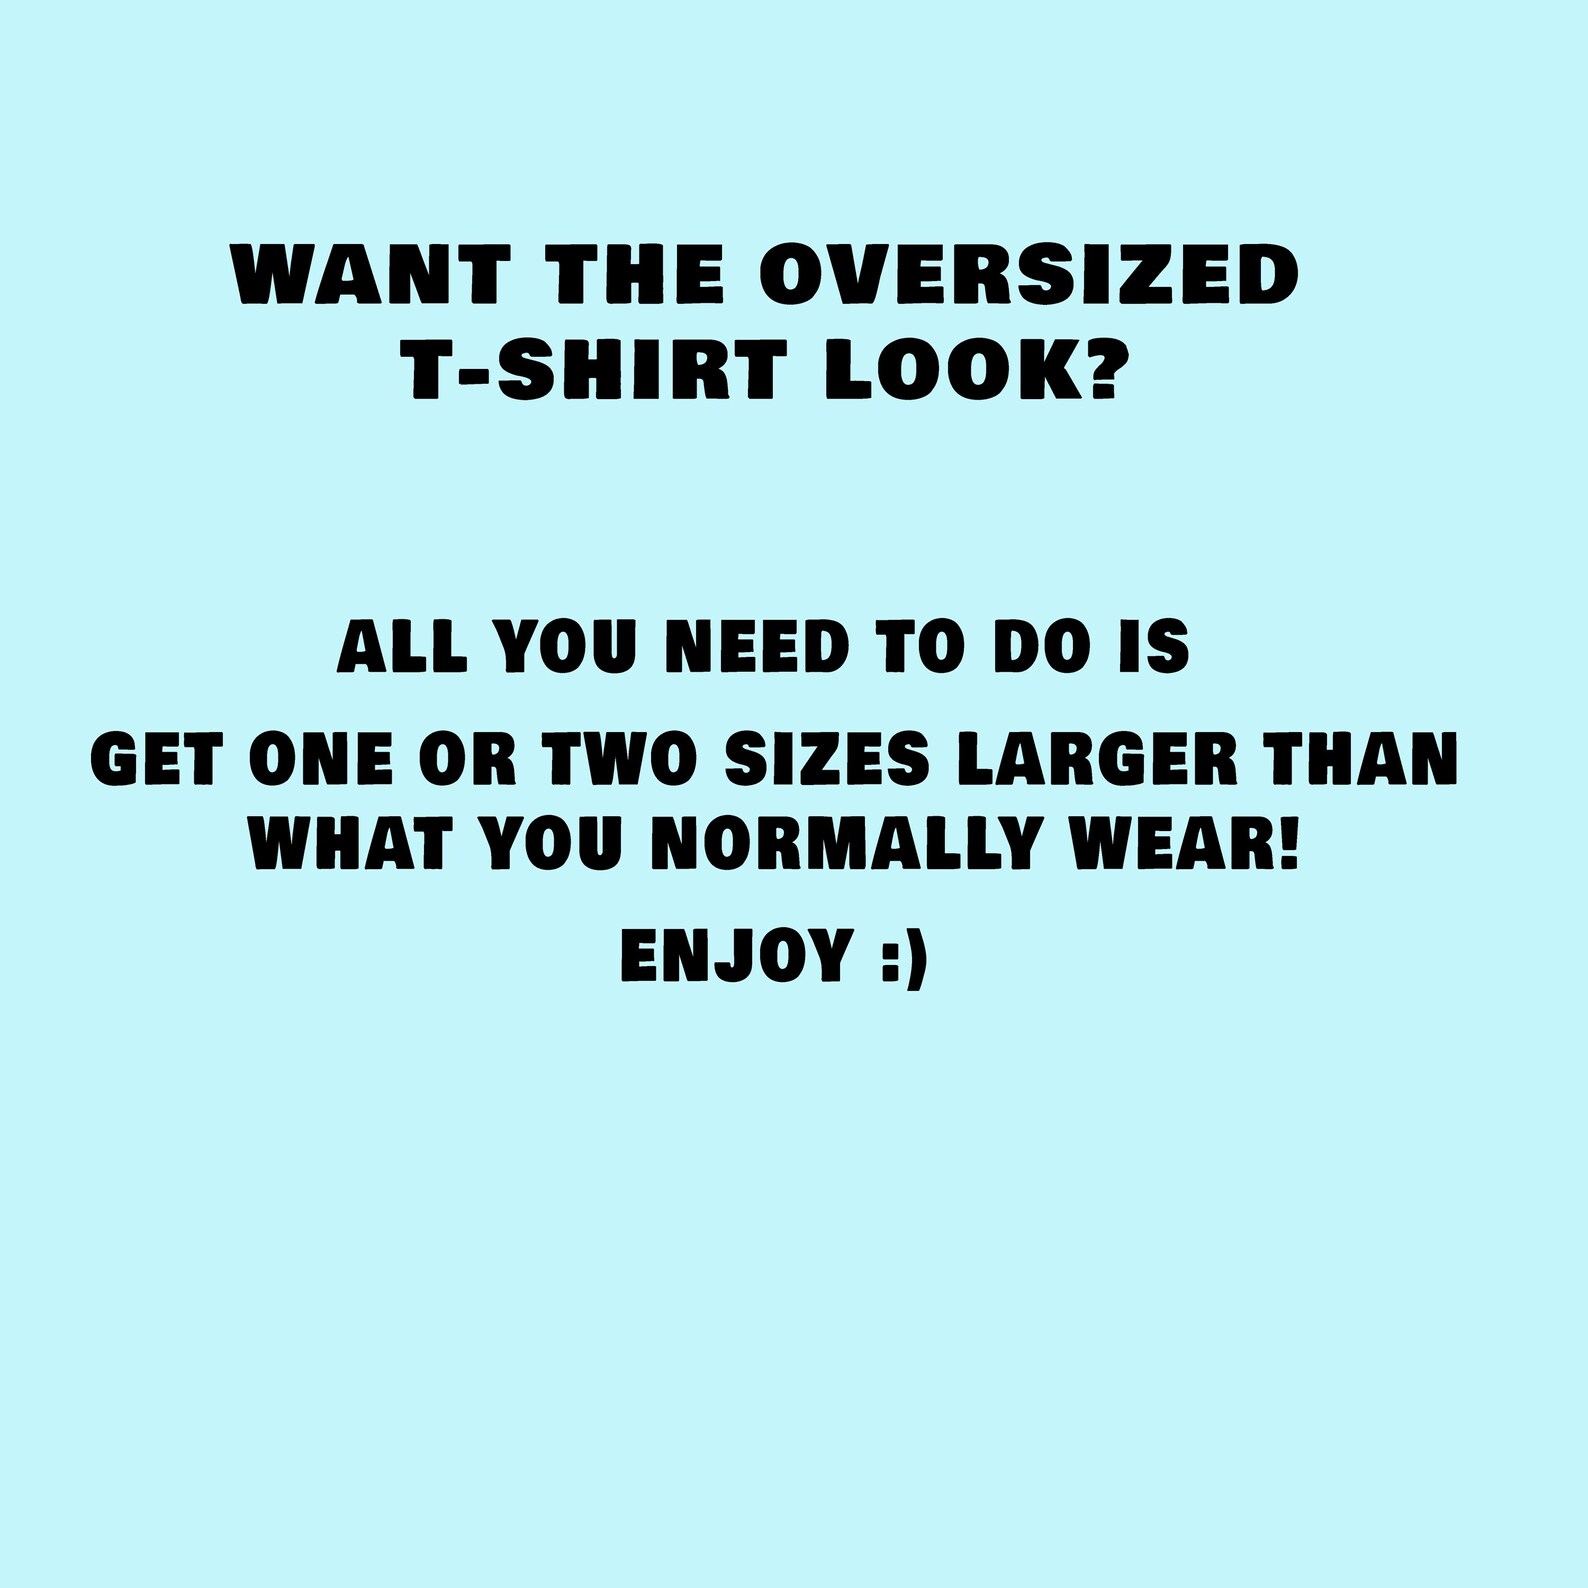 WANT THE OVERSIZED
T-SHIRT LOOK?
ALL YOU NEED TO DO IS
GET ONE OR TWO SIZES LARGER THAN
WHAT YOU NORMALLY WEAR!
ENJOY :)